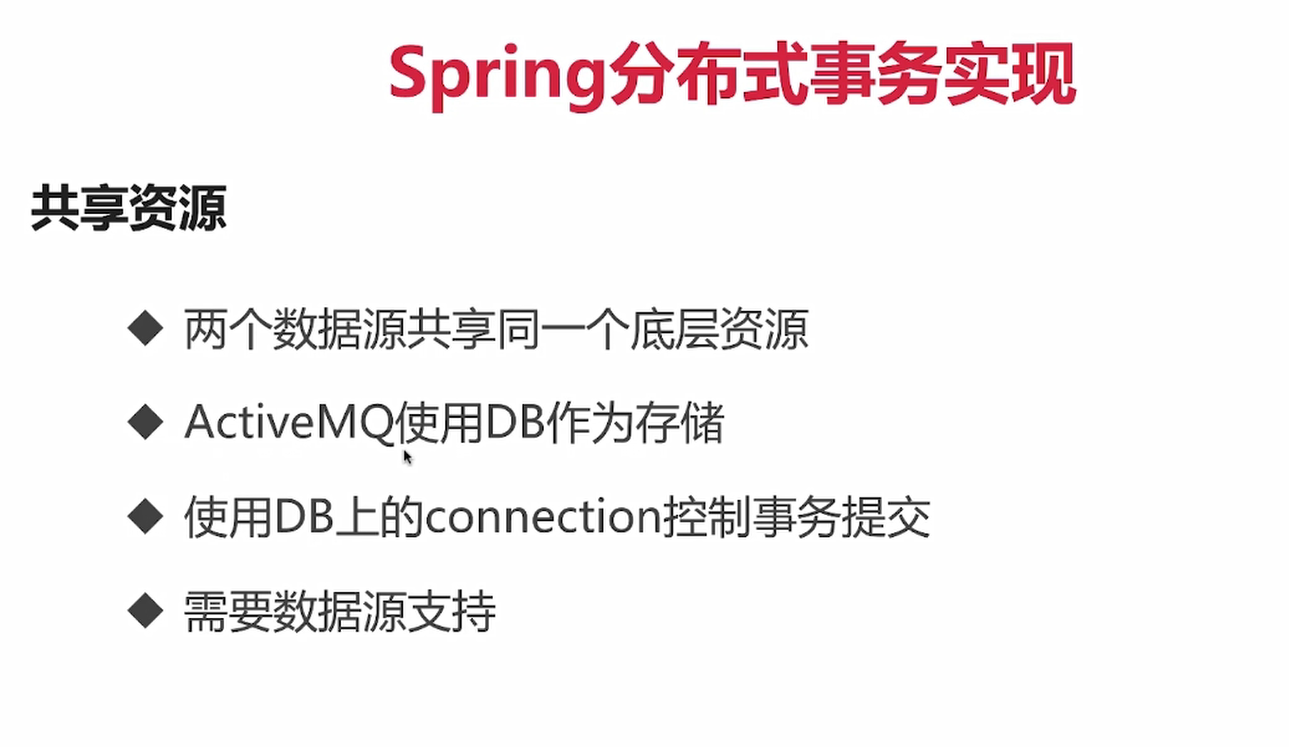 Spring分布式事务实现
共享资源
◆ 两个数据源共享同一个底层资源
◆ ActiveMQ使用DB作为存储
◆ 使用DB上的connection控制事务提交
◆ 需要数据源支持